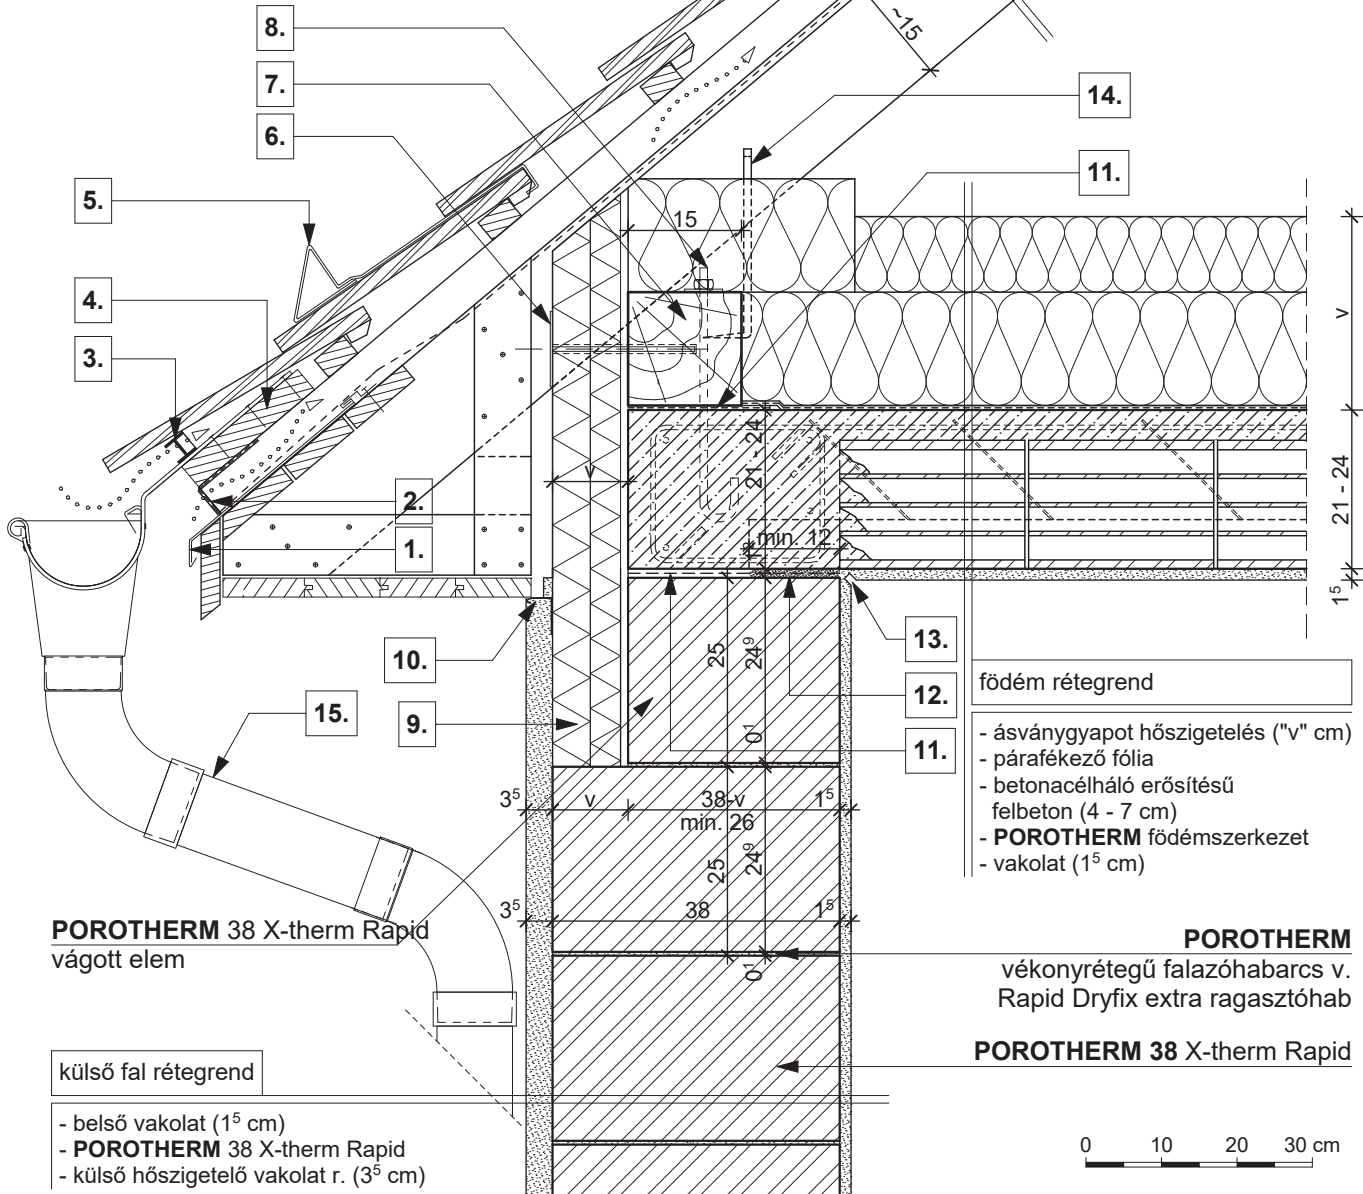 8.
7.
6.
5.
4.
3.
2.
1.
~15
14.
11.
15
v
21 - 24
21 - 24
v
min. 12
1⁵
1⁵
10.
9.
15.
13.
12.
11.
25
24⁹
0¹
3⁵
v
38-v
min. 26
1⁵
25
24⁹
3⁵
38
1⁵
0¹
födém rétegrend
- ásványgyapot hőszigetelés ("v" cm)
- párafékező fólia
- betonacélháló erősítésű
felbeton (4 - 7 cm)
- POROTHERM födémszerkezet
- vakolat (1⁵ cm)
POROTHERM 38 X-therm Rapid
vágott elem
POROTHERM
vékonyrétegű falazóhabarcs v.
Rapid Dryfix extra ragasztóhab
POROTHERM 38 X-therm Rapid
külső fal rétegrend
- belső vakolat (1⁵ cm)
- POROTHERM 38 X-therm Rapid
- külső hőszigetelő vakolat r. (3⁵ cm)
0 10 20 30 cm